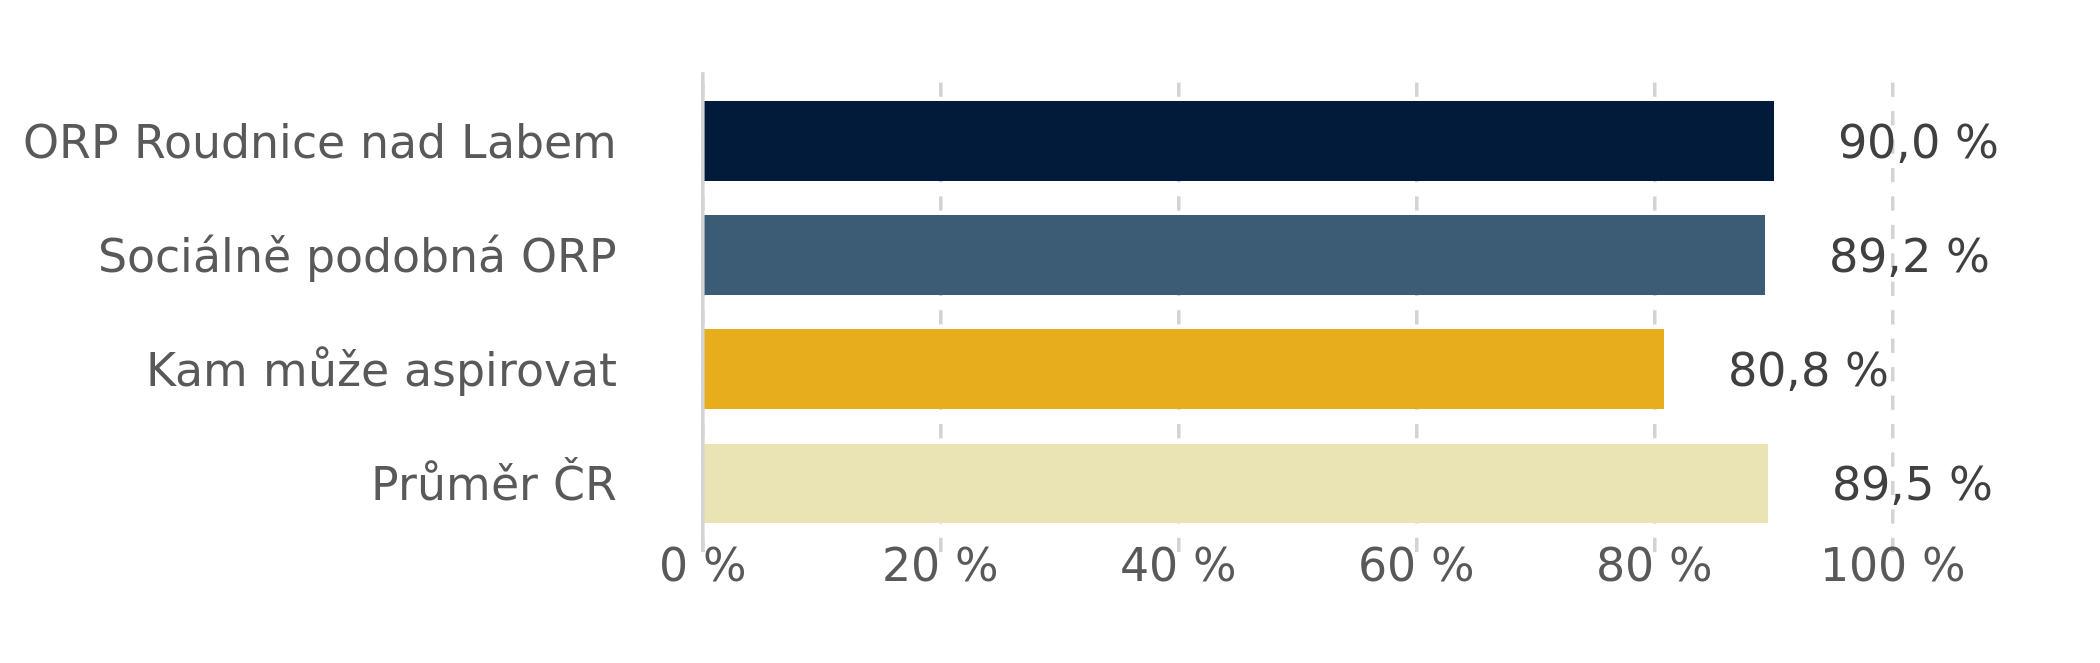 ORP Roudnice nad Labem 90,0 %
Sociálně podobná ORP 89,2 %
Kam může aspirovat 80,8 %
Průměr ČR 89,5 %
0 % 20 % 40 % 60 % 80 % 100 %